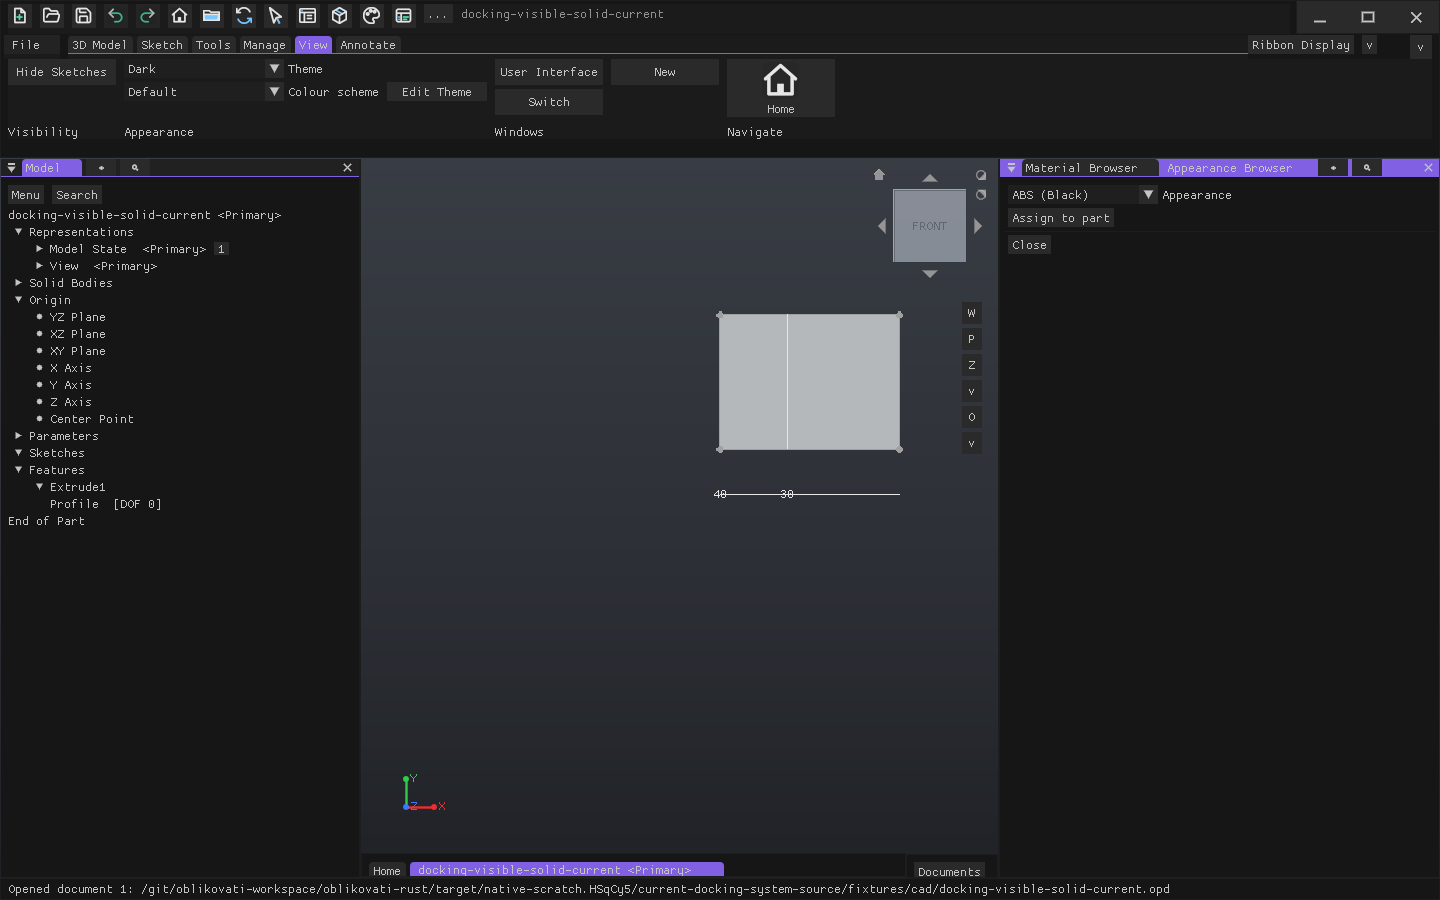 ... docking-visible-solid-current
File 3D Model Sketch Tools Manage View Annotate Ribbon Display v v
Hide Sketches Dark Theme User Interface New
Default Colour scheme Edit Theme Switch Home
Visibility Appearance Windows Navigate
Model
Menu Search
docking-visible-solid-current <Primary>
Representations
Model State <Primary> 1
View <Primary>
Solid Bodies
Origin
YZ Plane
XZ Plane
XY Plane
X Axis
Y Axis
Z Axis
Center Point
Parameters
Sketches
Features
Extrude1
Profile [DOF 0]
End of Part
FRONT
W
P
Z
v
O
v
40 30
Y
Z X
Material Browser Appearance Browser
ABS (Black) Appearance
Assign to part
Close
Home docking-visible-solid-current <Primary> Documents
Opened document 1: /git/oblikovati-workspace/oblikovati-rust/target/native-scratch.HSqCy5/current-docking-system-source/fixtures/cad/docking-visible-solid-current.opd